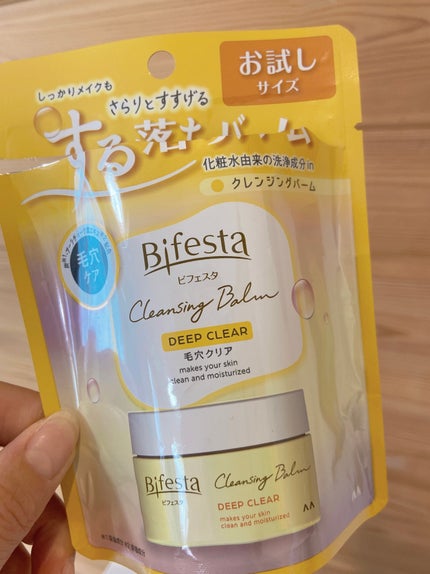 お試し
サイズ
しっかりメイクも
さらりとすすげる
する落ちバーム
化粧水由来の洗浄成分in
クレンジングバーム
毛穴
ケア
Bifesta
ビフェスタ
Cleansing Balm
DEEP CLEAR
毛穴クリア
makes your skin
clean and moisturized
Bifesta
ビフェスタ
Cleansing Balm
DEEP CLEAR
makes your skin
clean and moisturized